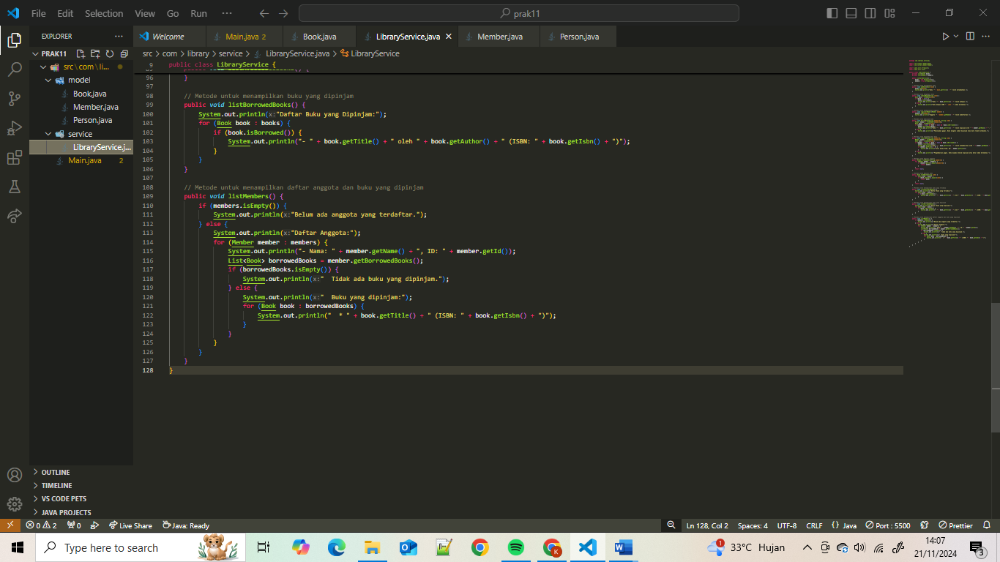 File Edit Selection View Go Run ··· prak11
EXPLORER ···
Welcome Main.java 2 Book.java LibraryService.java Member.java Person.java
PRAK11
src\com\li...
model
Book.java
Member.java
Person.java
service
LibraryService.j...
Main.java 2
OUTLINE
TIMELINE
VS CODE PETS
JAVA PROJECTS
src > com > library > service > LibraryService.java > LibraryService
9 public class LibraryService {
96 }
97
98 // Metode untuk menampilkan buku yang dipinjam
99 public void listBorrowedBooks() {
100 System.out.println(x:"Daftar Buku yang Dipinjam:");
101 for (Book book : books) {
102 if (book.isBorrowed()) {
103 System.out.println("- " + book.getTitle() + " oleh " + book.getAuthor() + " (ISBN: " + book.getIsbn() + ")");
104 }
105 }
106 }
107
108 // Metode untuk menampilkan daftar anggota dan buku yang dipinjam
109 public void listMembers() {
110 if (members.isEmpty()) {
111 System.out.println(x:"Belum ada anggota yang terdaftar.");
112 } else {
113 System.out.println(x:"Daftar Anggota:");
114 for (Member member : members) {
115 System.out.println("- Nama: " + member.getName() + ", ID: " + member.getId());
116 List<Book> borrowedBooks = member.getBorrowedBooks();
117 if (borrowedBooks.isEmpty()) {
118 System.out.println(x:"  Tidak ada buku yang dipinjam.");
119 } else {
120 System.out.println(x:"  Buku yang dipinjam:");
121 for (Book book : borrowedBooks) {
122 System.out.println("  * " + book.getTitle() + " (ISBN: " + book.getIsbn() + ")");
123 }
124 }
125 }
126 }
127 }
128 }
0 2 0 Live Share Java: Ready Ln 128, Col 2 Spaces: 4 UTF-8 CRLF {} Java Port : 5500 Prettier
Type here to search 1 33°C Hujan 14:07
21/11/2024 3